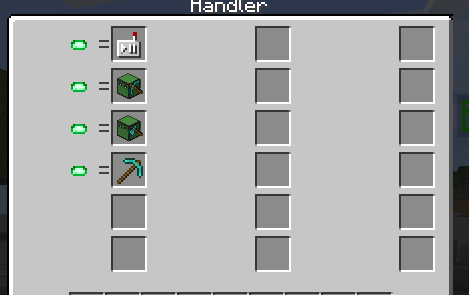 Handler
=
=
=
=